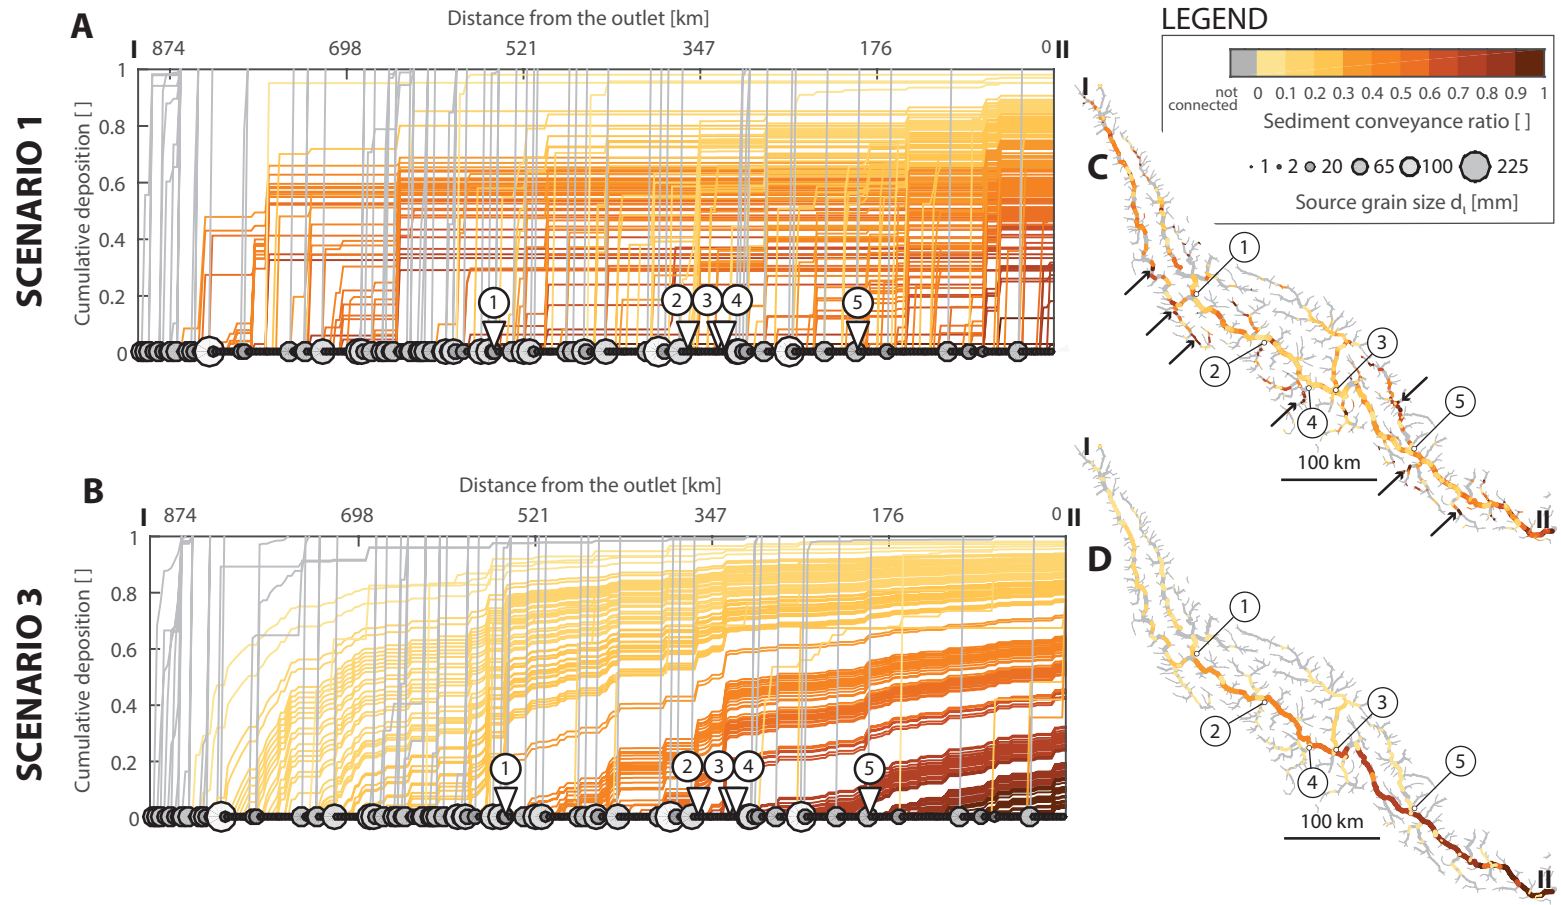 SCENARIO 1
A
Distance from the outlet [km]
I 874 698 521 347 176 0 II
Cumulative deposition [ ]
1
0.8
0.6
0.4
0.2
0
1 2 3 4 5
SCENARIO 3
B
Distance from the outlet [km]
I 874 698 521 347 176 0 II
Cumulative deposition [ ]
1
0.8
0.6
0.4
0.2
0
1 2 3 4 5
LEGEND
not connected 0 0.1 0.2 0.3 0.4 0.5 0.6 0.7 0.8 0.9 1
Sediment conveyance ratio [ ]
1 2 20 65 100 225
Source grain size dₗ [mm]
C
I
1
2
3
4
5
100 km
II
D
I
1
2
3
4
5
100 km
II